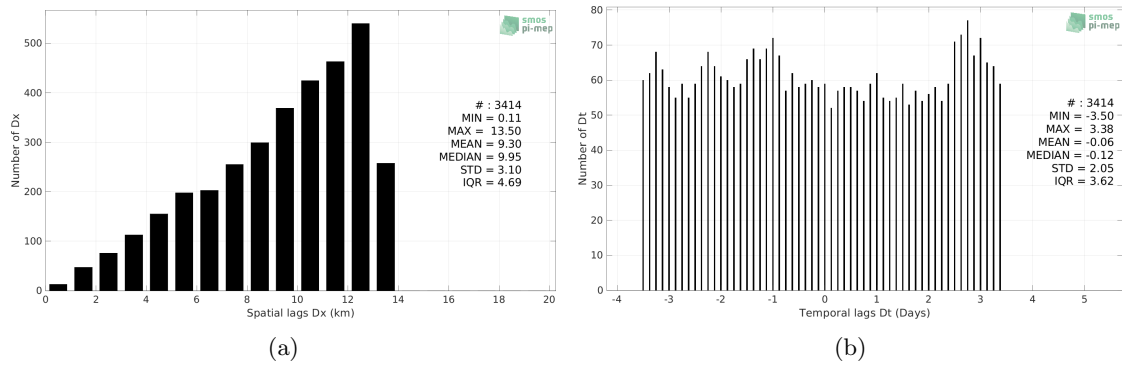 smos
pi-mep
500
400
300
200
100
0
Number of Dx
# : 3414
MIN = 0.11
MAX = 13.50
MEAN = 9.30
MEDIAN = 9.95
STD = 3.10
IQR = 4.69
0 2 4 6 8 10 12 14 16 18 20
Spatial lags Dx (km)
(a)
smos
pi-mep
80
70
60
50
40
30
20
10
0
Number of Dt
# : 3414
MIN = -3.50
MAX = 3.38
MEAN = -0.06
MEDIAN = -0.12
STD = 2.05
IQR = 3.62
-4 -3 -2 -1 0 1 2 3 4 5
Temporal lags Dt (Days)
(b)